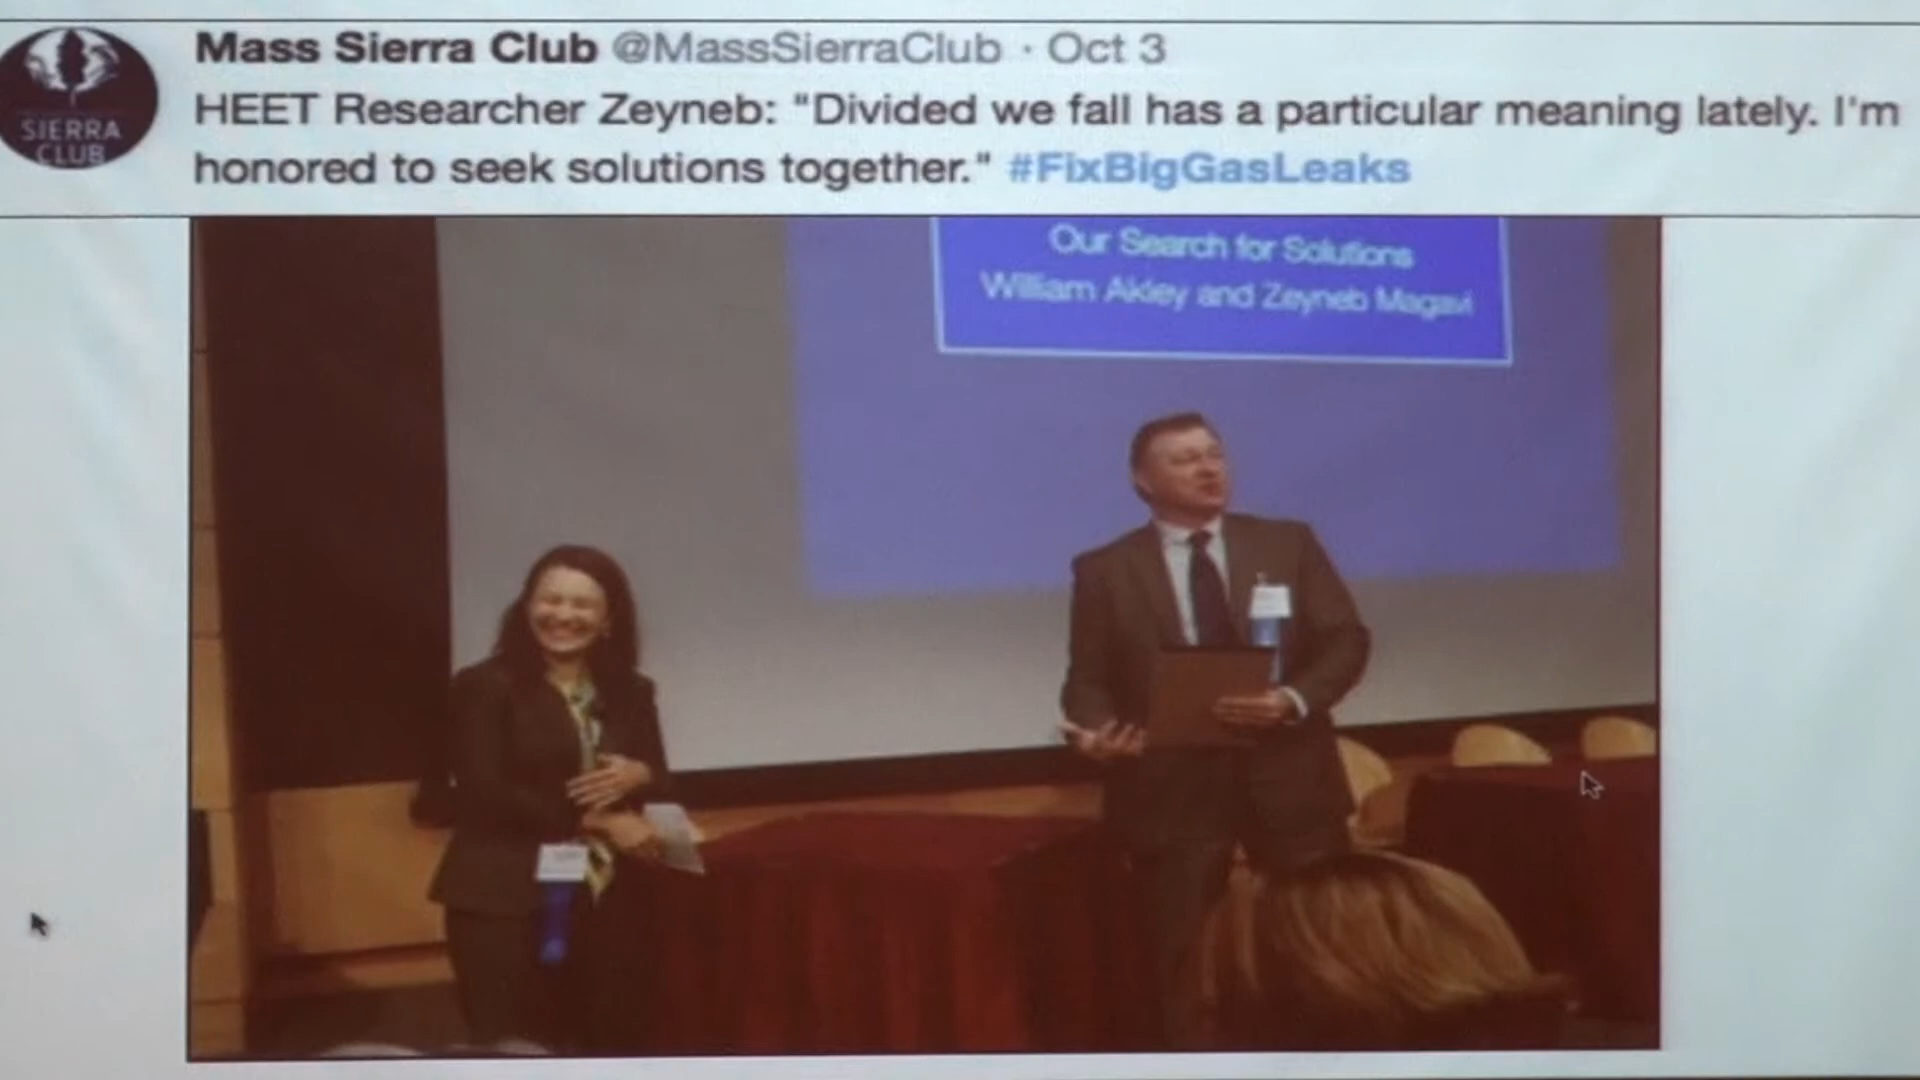 Mass Sierra Club @MassSierraClub · Oct 3
HEET Researcher Zeyneb: "Divided we fall has a particular meaning lately. I'm
honored to seek solutions together." #FixBigGasLeaks
SIERRA
CLUB
Our Search for Solutions
William Akley and Zeyneb Magavi